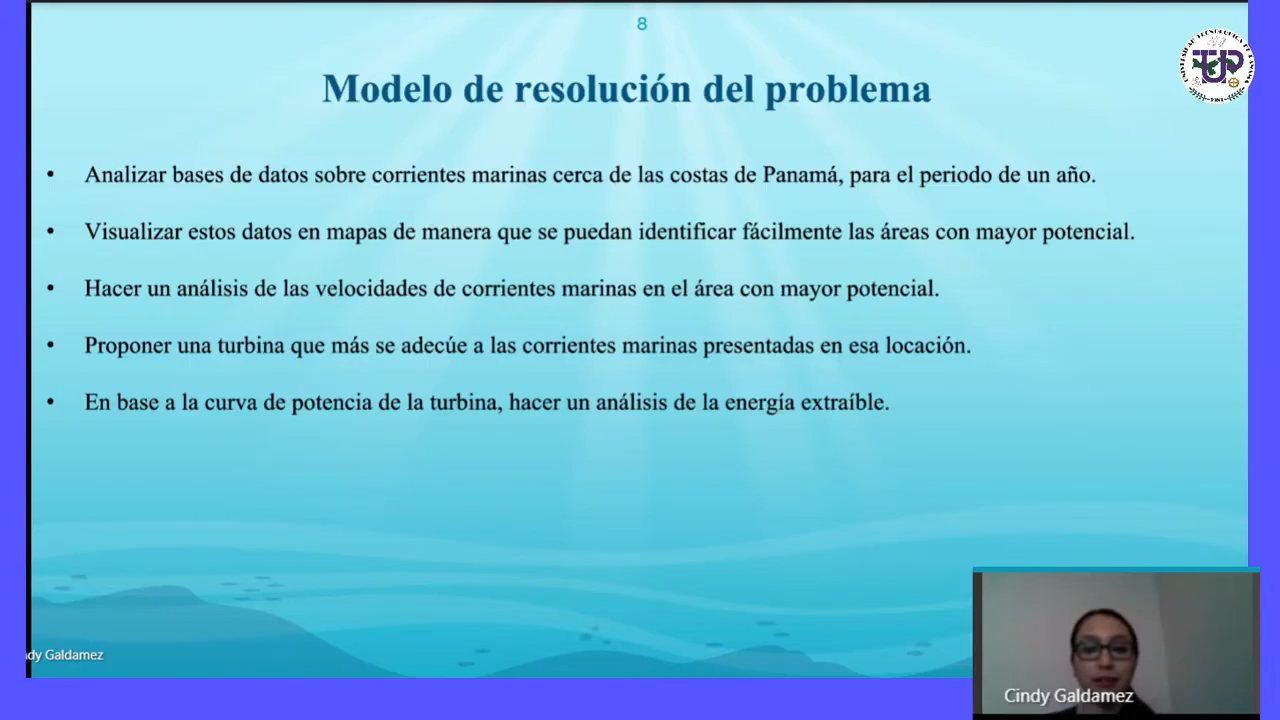 8
Modelo de resolución del problema
• Analizar bases de datos sobre corrientes marinas cerca de las costas de Panamá, para el periodo de un año.
• Visualizar estos datos en mapas de manera que se puedan identificar fácilmente las áreas con mayor potencial.
• Hacer un análisis de las velocidades de corrientes marinas en el área con mayor potencial.
• Proponer una turbina que más se adecúe a las corrientes marinas presentadas en esa locación.
• En base a la curva de potencia de la turbina, hacer un análisis de la energía extraíble.
dy Galdamez
Cindy Galdamez
UTP